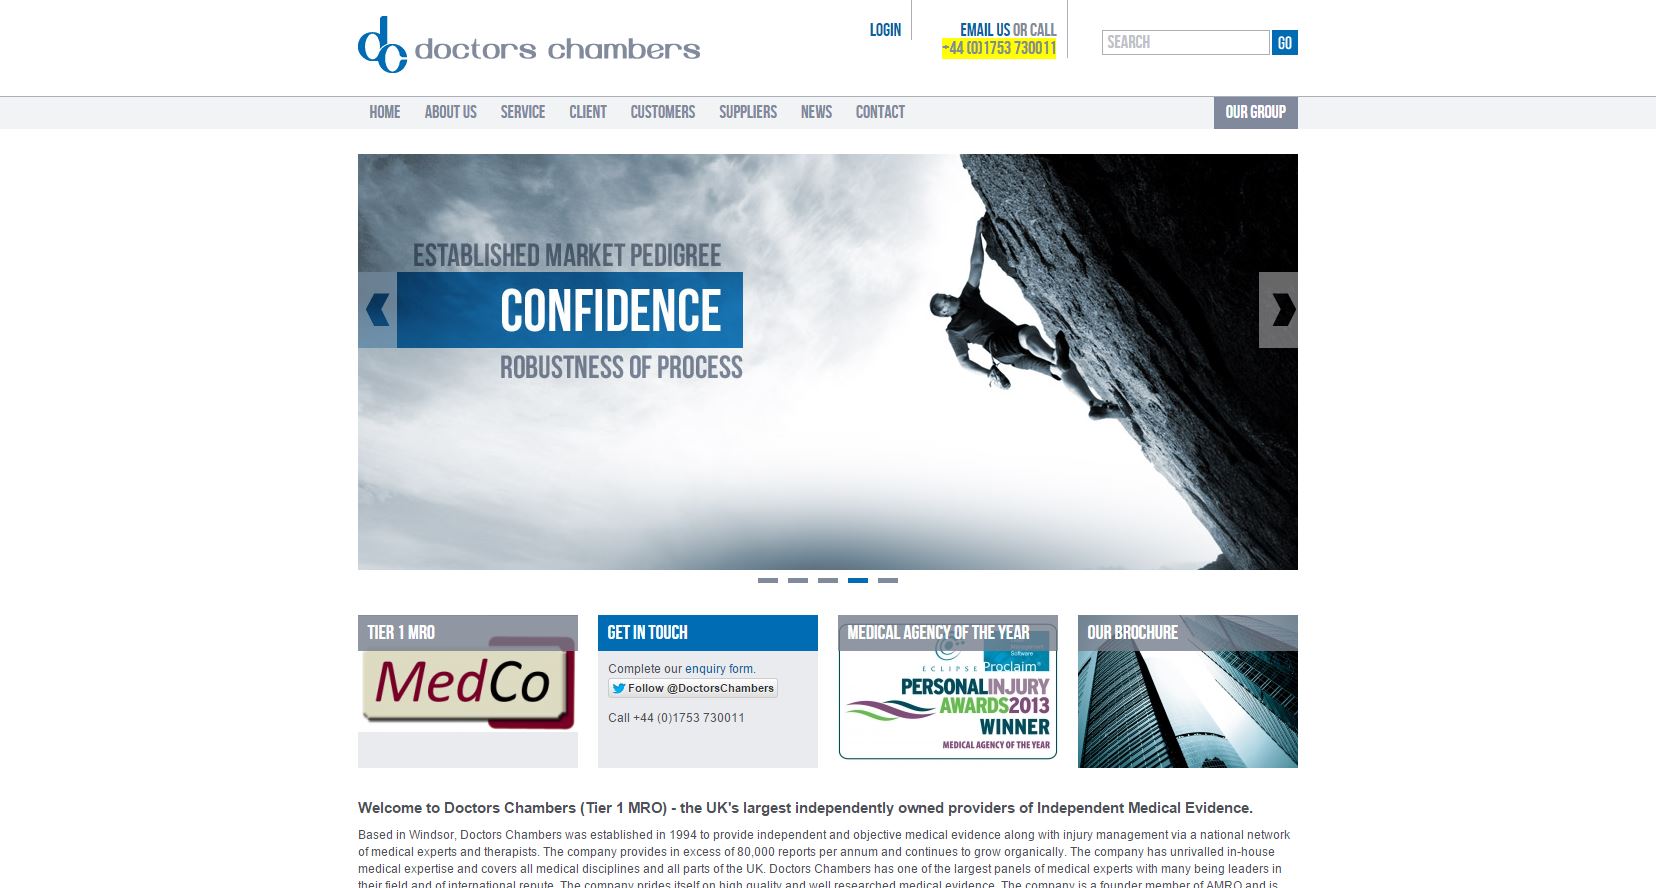 dc doctors chambers
LOGIN
EMAIL US OR CALL
+44 (0)1753 730011
SEARCH
GO
HOME ABOUT US SERVICE CLIENT CUSTOMERS SUPPLIERS NEWS CONTACT
OUR GROUP
ESTABLISHED MARKET PEDIGREE
CONFIDENCE
ROBUSTNESS OF PROCESS
TIER 1 MRO
MedCo
GET IN TOUCH
Complete our enquiry form.
Follow @DoctorsChambers
Call +44 (0)1753 730011
MEDICAL AGENCY OF THE YEAR
Software
ECLIPSE Proclaim®
PERSONALINJURY
AWARDS2013
WINNER
MEDICAL AGENCY OF THE YEAR
OUR BROCHURE
Welcome to Doctors Chambers (Tier 1 MRO) - the UK's largest independently owned providers of Independent Medical Evidence.
Based in Windsor, Doctors Chambers was established in 1994 to provide independent and objective medical evidence along with injury management via a national network
of medical experts and therapists. The company provides in excess of 80,000 reports per annum and continues to grow organically. The company has unrivalled in-house
medical expertise and covers all medical disciplines and all parts of the UK. Doctors Chambers has one of the largest panels of medical experts with many being leaders in
their field and of international repute. The company prides itself on high quality and well researched medical evidence. The company is a founder member of AMRO and is